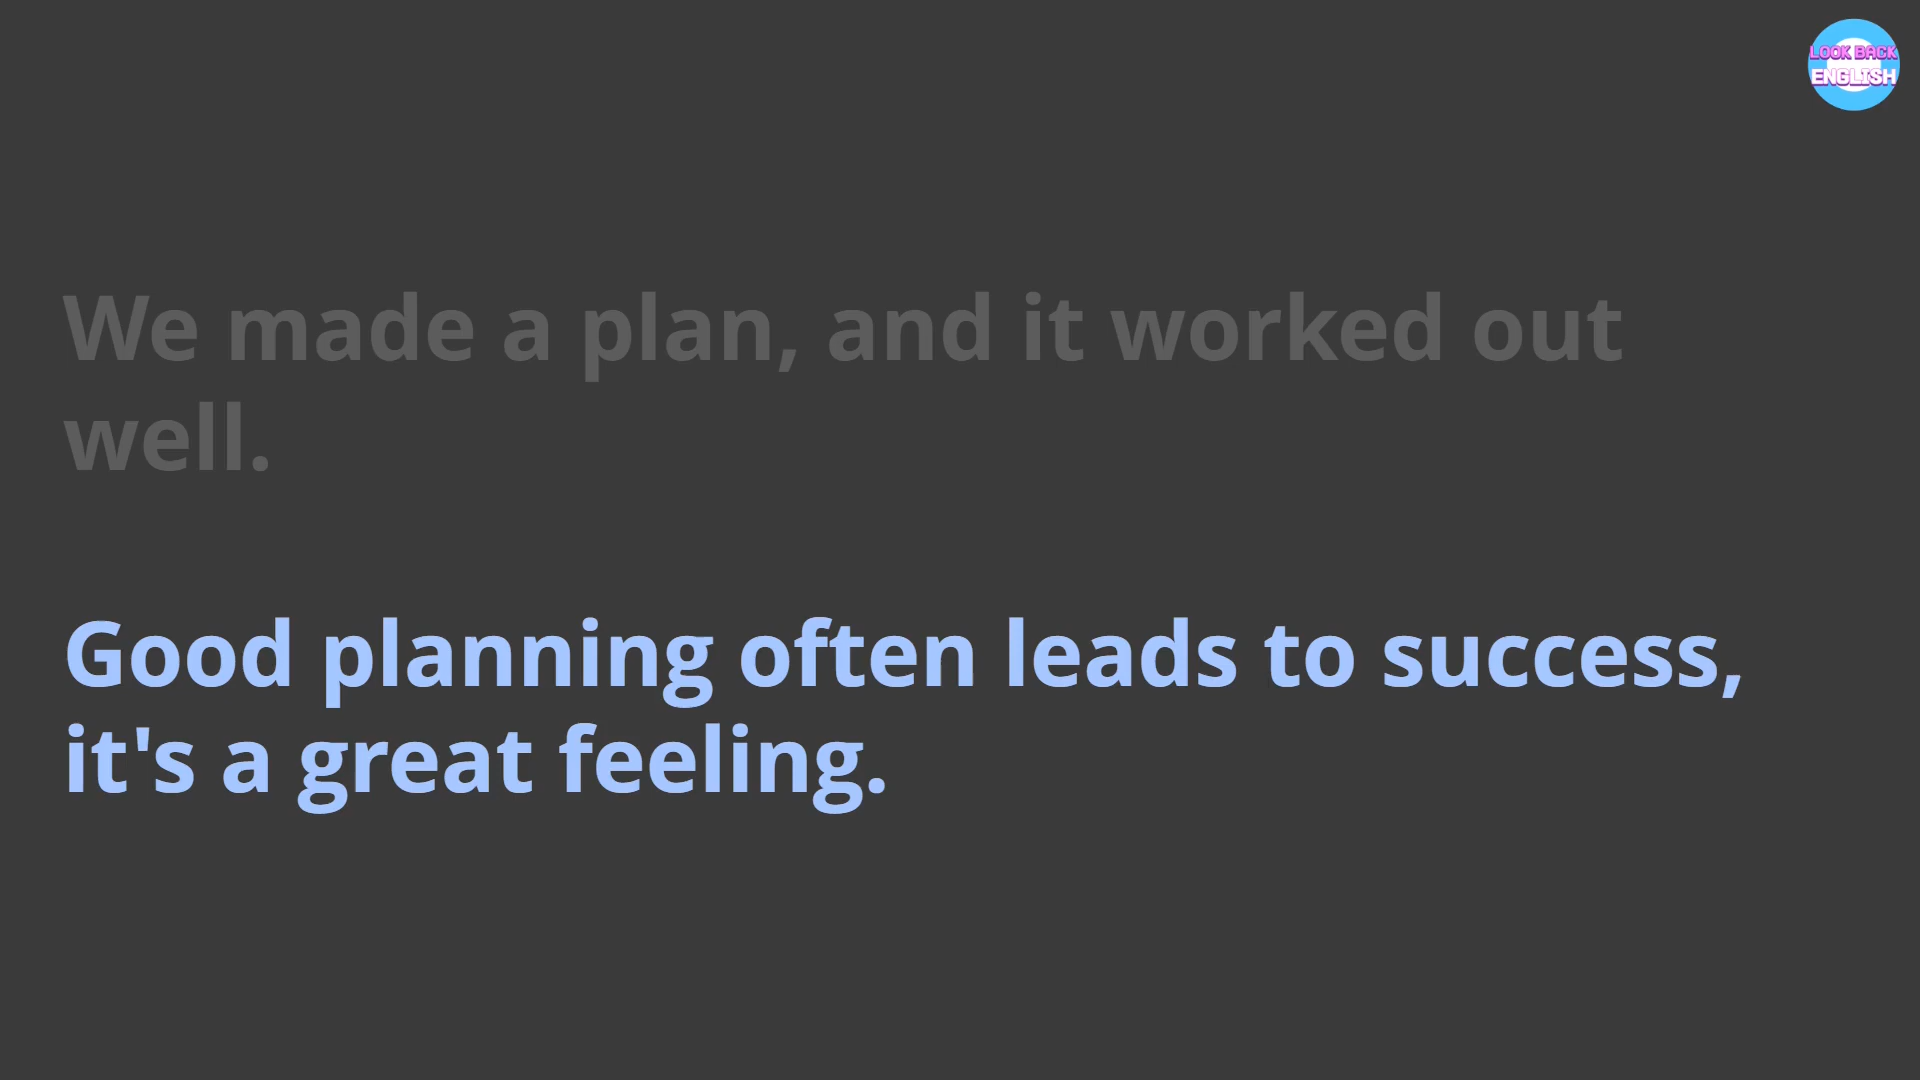 LOOK BACK
ENGLISH
We made a plan, and it worked out
well.
Good planning often leads to success,
it's a great feeling.